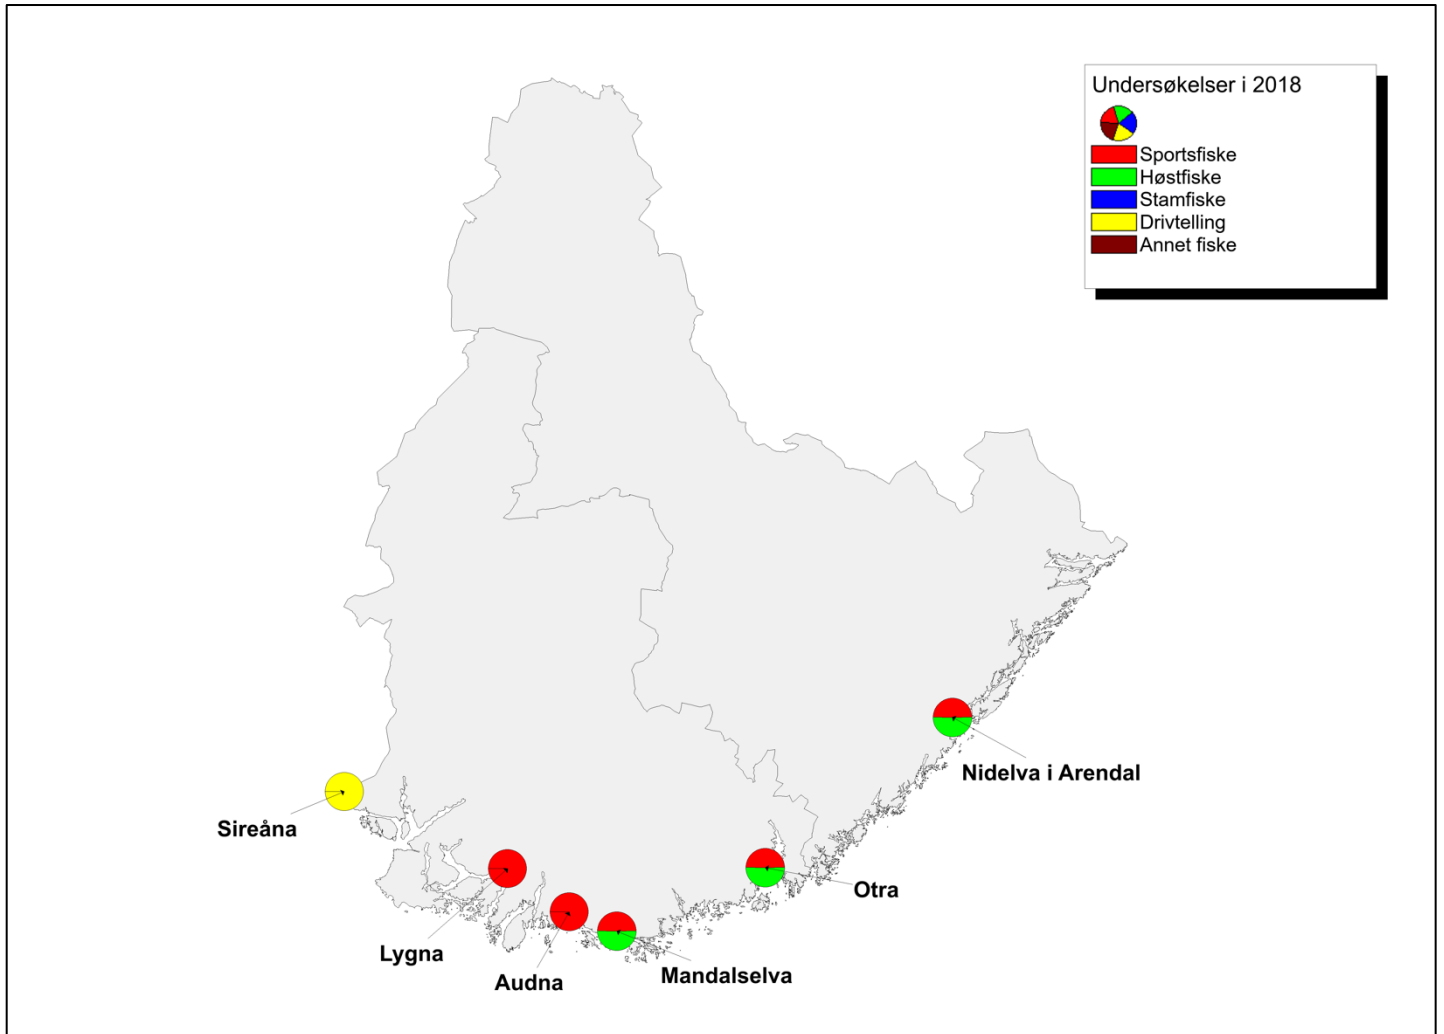 Undersøkelser i 2018
Sportsfiske
Høstfiske
Stamfiske
Drivtelling
Annet fiske
Nidelva i Arendal
Sireåna
Otra
Lygna
Audna
Mandalselva